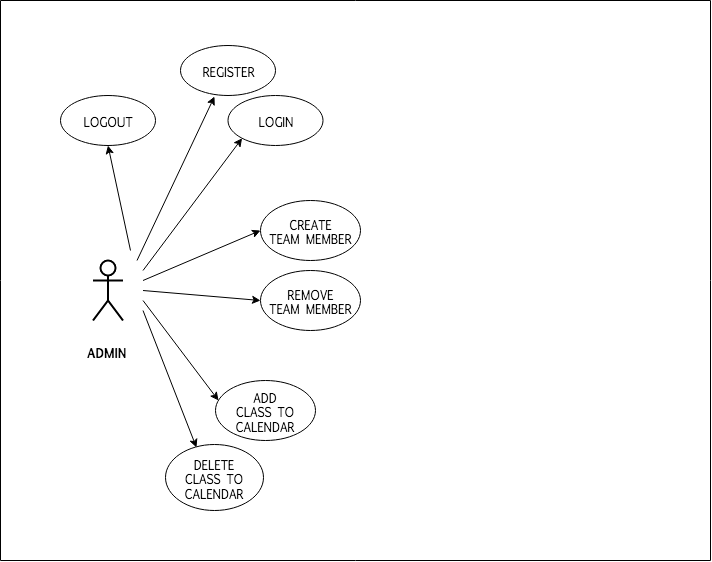 REGISTER
LOGOUT
LOGIN
CREATE
TEAM MEMBER
REMOVE
TEAM MEMBER
ADMIN
ADD
CLASS TO
CALENDAR
DELETE
CLASS TO
CALENDAR